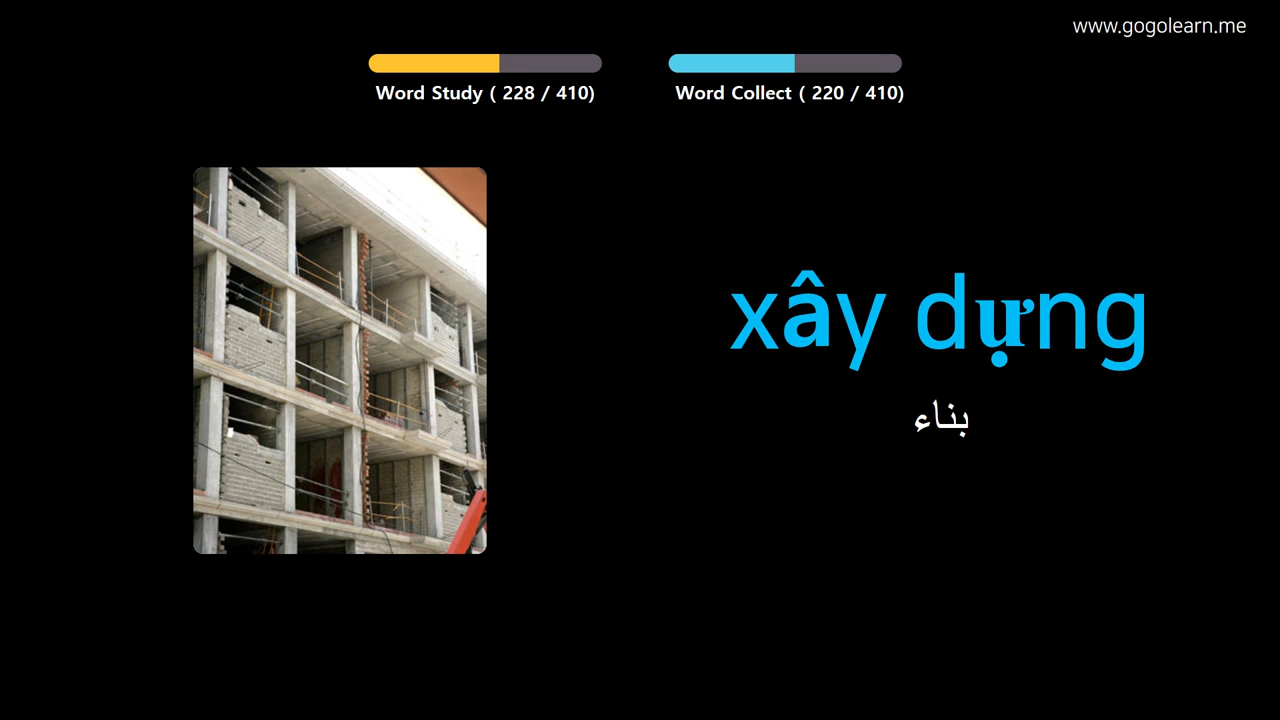 www.gogolearn.me
Word Study ( 228 / 410)
Word Collect ( 220 / 410)
xây dựng
بناء